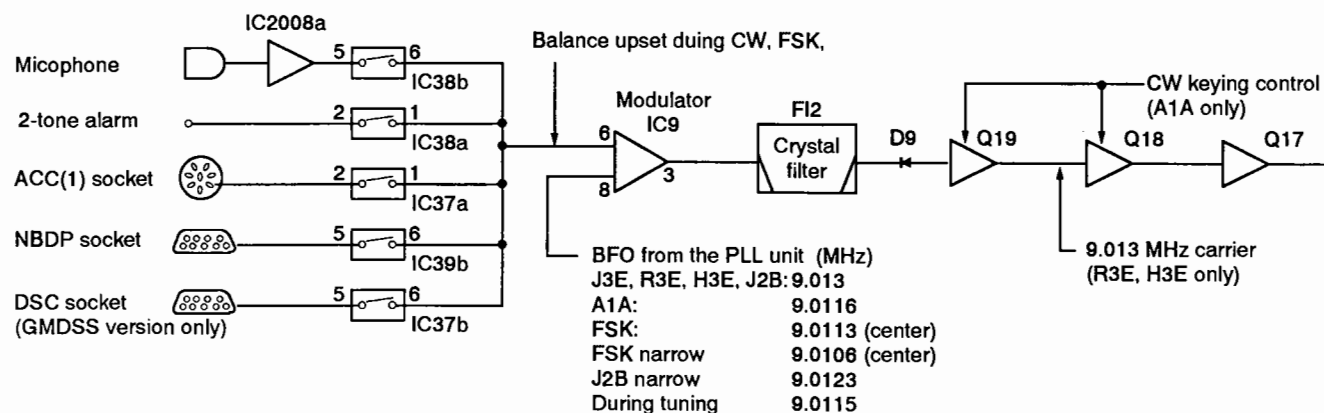 IC2008a
Micophone
5 6
IC38b
2-tone alarm
2 1
IC38a
ACC(1) socket
2 1
IC37a
NBDP socket
5 6
IC39b
DSC socket
(GMDSS version only)
5 6
IC37b
Balance upset duing CW, FSK,
Modulator
IC9
6
8
3
FI2
Crystal
filter
D9
Q19
Q18
Q17
CW keying control
(A1A only)
9.013 MHz carrier
(R3E, H3E only)
BFO from the PLL unit (MHz)
J3E, R3E, H3E, J2B: 9.013
A1A: 9.0116
FSK: 9.0113 (center)
FSK narrow 9.0106 (center)
J2B narrow 9.0123
During tuning 9.0115